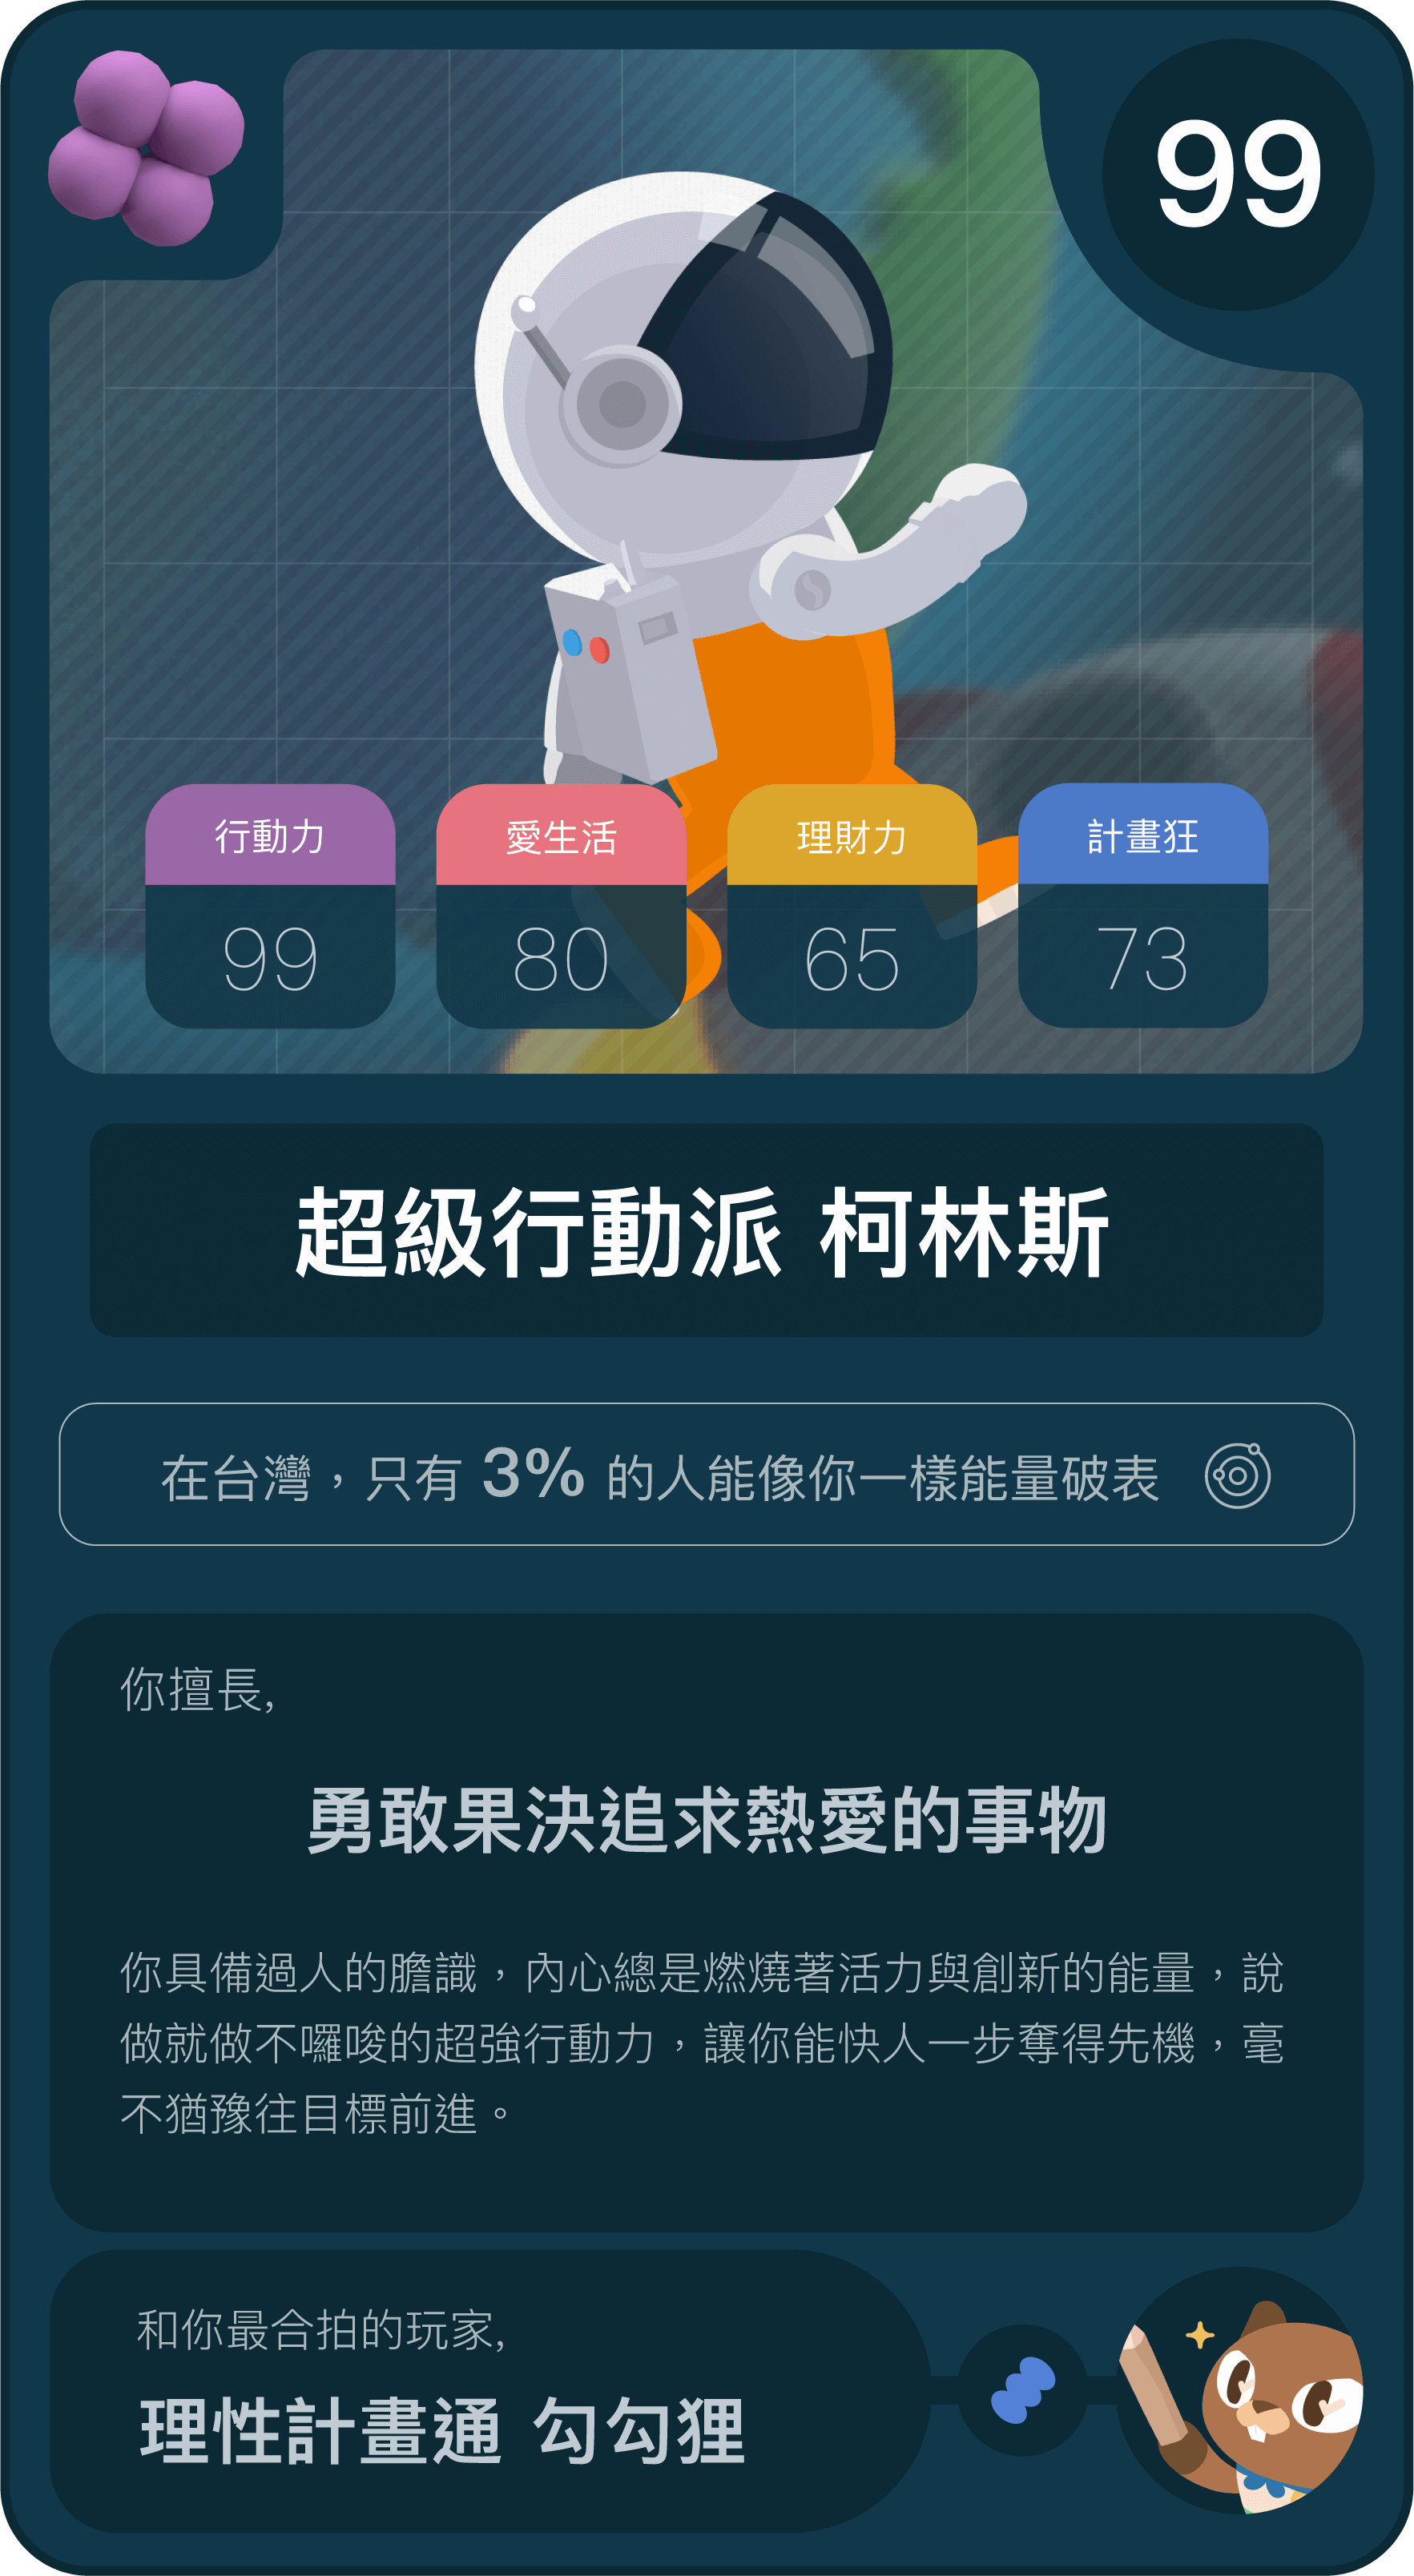 99
行動力
愛生活
理財力
計畫狂
99
80
65
73
超級行動派 柯林斯
在台灣，只有 3% 的人能像你一樣能量破表
你擅長,
勇敢果決追求熱愛的事物
你具備過人的膽識，內心總是燃燒著活力與創新的能量，說
做就做不囉唆的超強行動力，讓你能快人一步奪得先機，毫
不猶豫往目標前進。
和你最合拍的玩家,
理性計畫通 勾勾狸